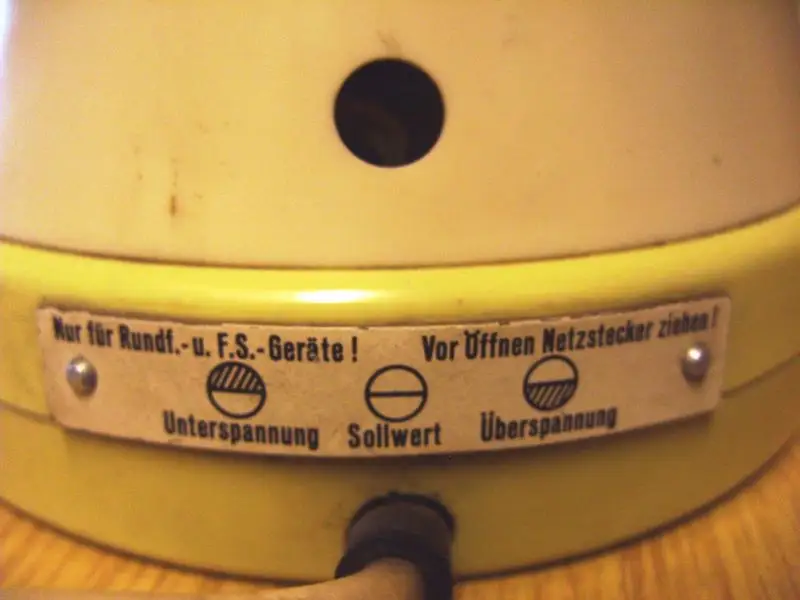 Nur für Rundf.-u. F.S.-Geräte! Vor Öffnen Netzstecker ziehen!
Unterspannung Sollwert Überspannung